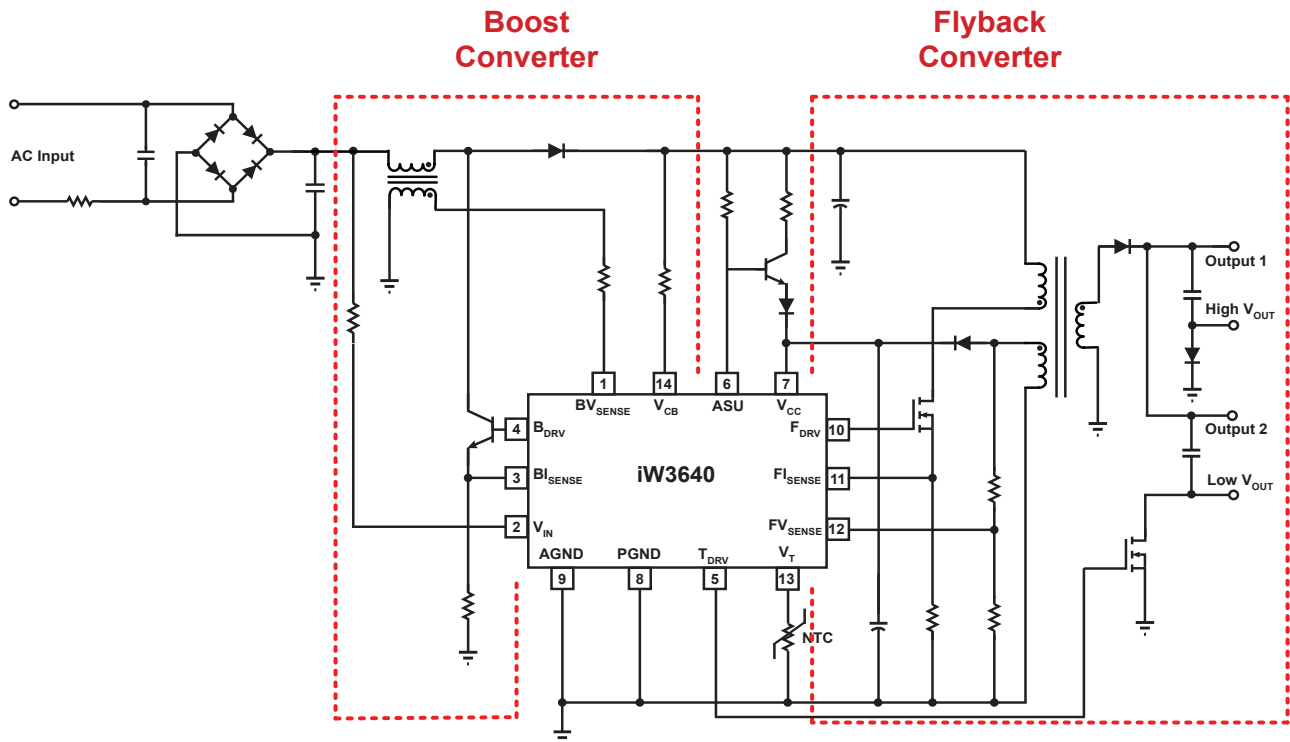 Boost
Converter
Flyback
Converter
AC Input
Output 1
High VOUT
1
14
6
7
BVSENSE
VCB
ASU
VCC
4
BDRV
FDRV
10
Output 2
3
BISENSE
iW3640
FISENSE
11
Low VOUT
2
VIN
FVSENSE
12
AGND
PGND
TDRV
VT
9
8
5
13
NTC